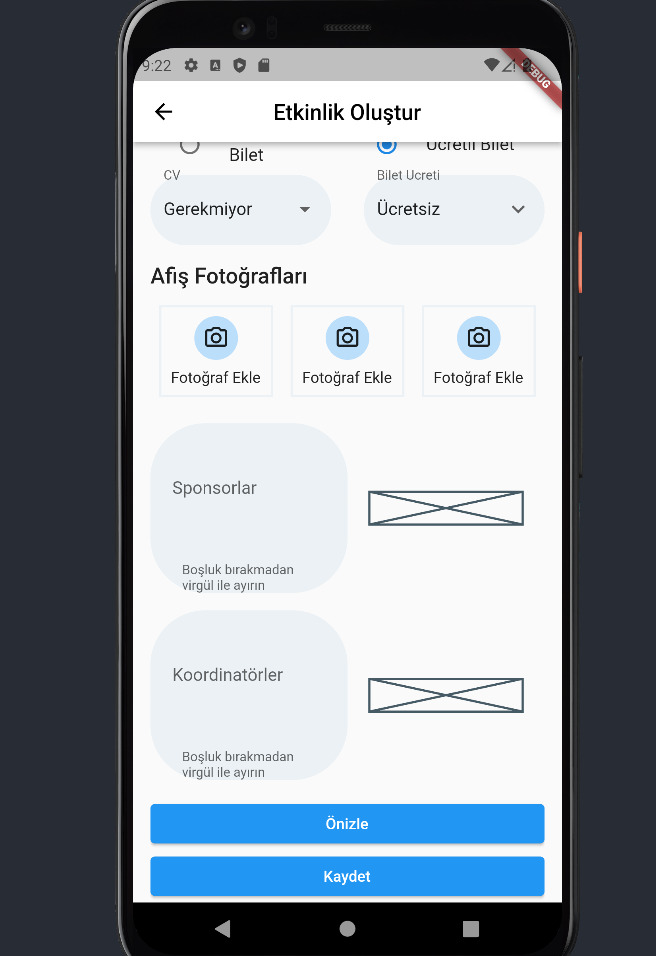 9:22
DEBUG
Etkinlik Oluştur
Bilet
Ücretli Bilet
CV
Bilet Ucreti
Gerekmiyor
Ücretsiz
Afiş Fotoğrafları
Fotoğraf Ekle
Fotoğraf Ekle
Fotoğraf Ekle
Sponsorlar
Boşluk bırakmadan
virgül ile ayırın
Koordinatörler
Boşluk bırakmadan
virgül ile ayırın
Önizle
Kaydet